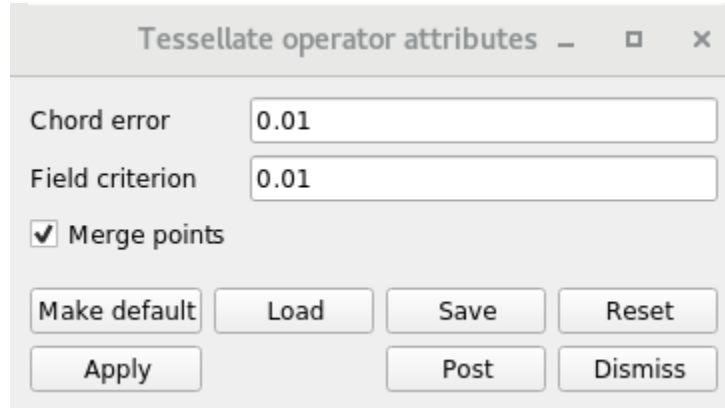 Tessellate operator attributes
Chord error 0.01
Field criterion 0.01
Merge points
Make default Load Save Reset
Apply Post Dismiss